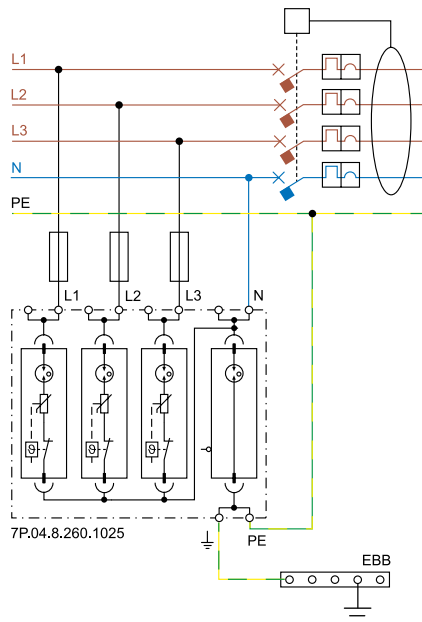 L1
L2
L3
N
PE
L1 L2 L3 N
ϑ ϑ ϑ
7P.04.8.260.1025
PE
EBB